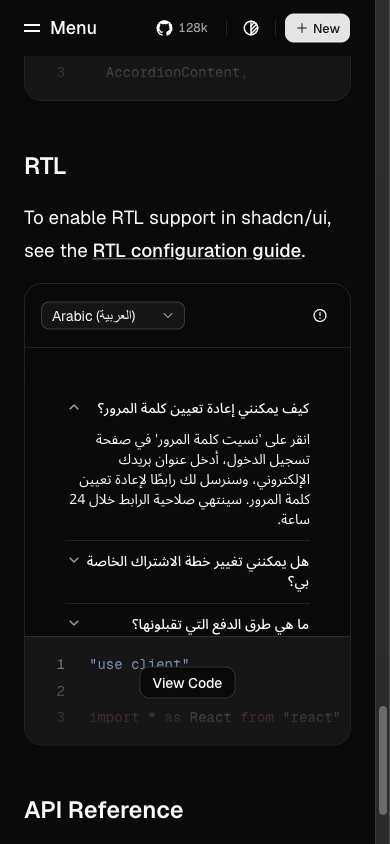 Menu
128k
New
3 AccordionContent,
RTL
To enable RTL support in shadcn/ui,
see the RTL configuration guide.
Arabic (العربية)
كيف يمكنني إعادة تعيين كلمة المرور؟
انقر على 'نسيت كلمة المرور' في صفحة
تسجيل الدخول، أدخل عنوان بريدك
الإلكتروني، وسنرسل لك رابطًا لإعادة تعيين
كلمة المرور. سينتهي صلاحية الرابط خلال 24
ساعة.
هل يمكنني تغيير خطة الاشتراك الخاصة
بي؟
ما هي طرق الدفع التي تقبلونها؟
1 "use client"
2
View Code
3 import * as React from "react"
API Reference